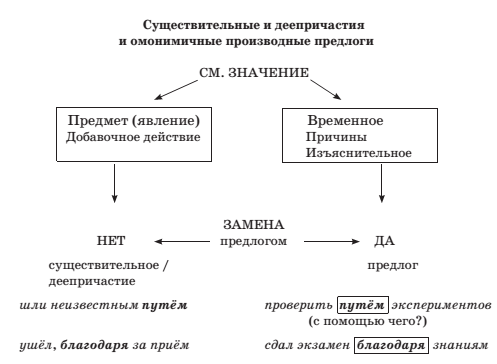 Существительные и деепричастия
и омонимичные производные предлоги
СМ. ЗНАЧЕНИЕ
Предмет (явление)
Добавочное действие
Временное
Причины
Изъяснительное
ЗАМЕНА
НЕТ предлогом ДА
существительное /
деепричастие
предлог
шли неизвестным путём
проверить путём экспериментов
(с помощью чего?)
ушёл, благодаря за приём
сдал экзамен благодаря знаниям